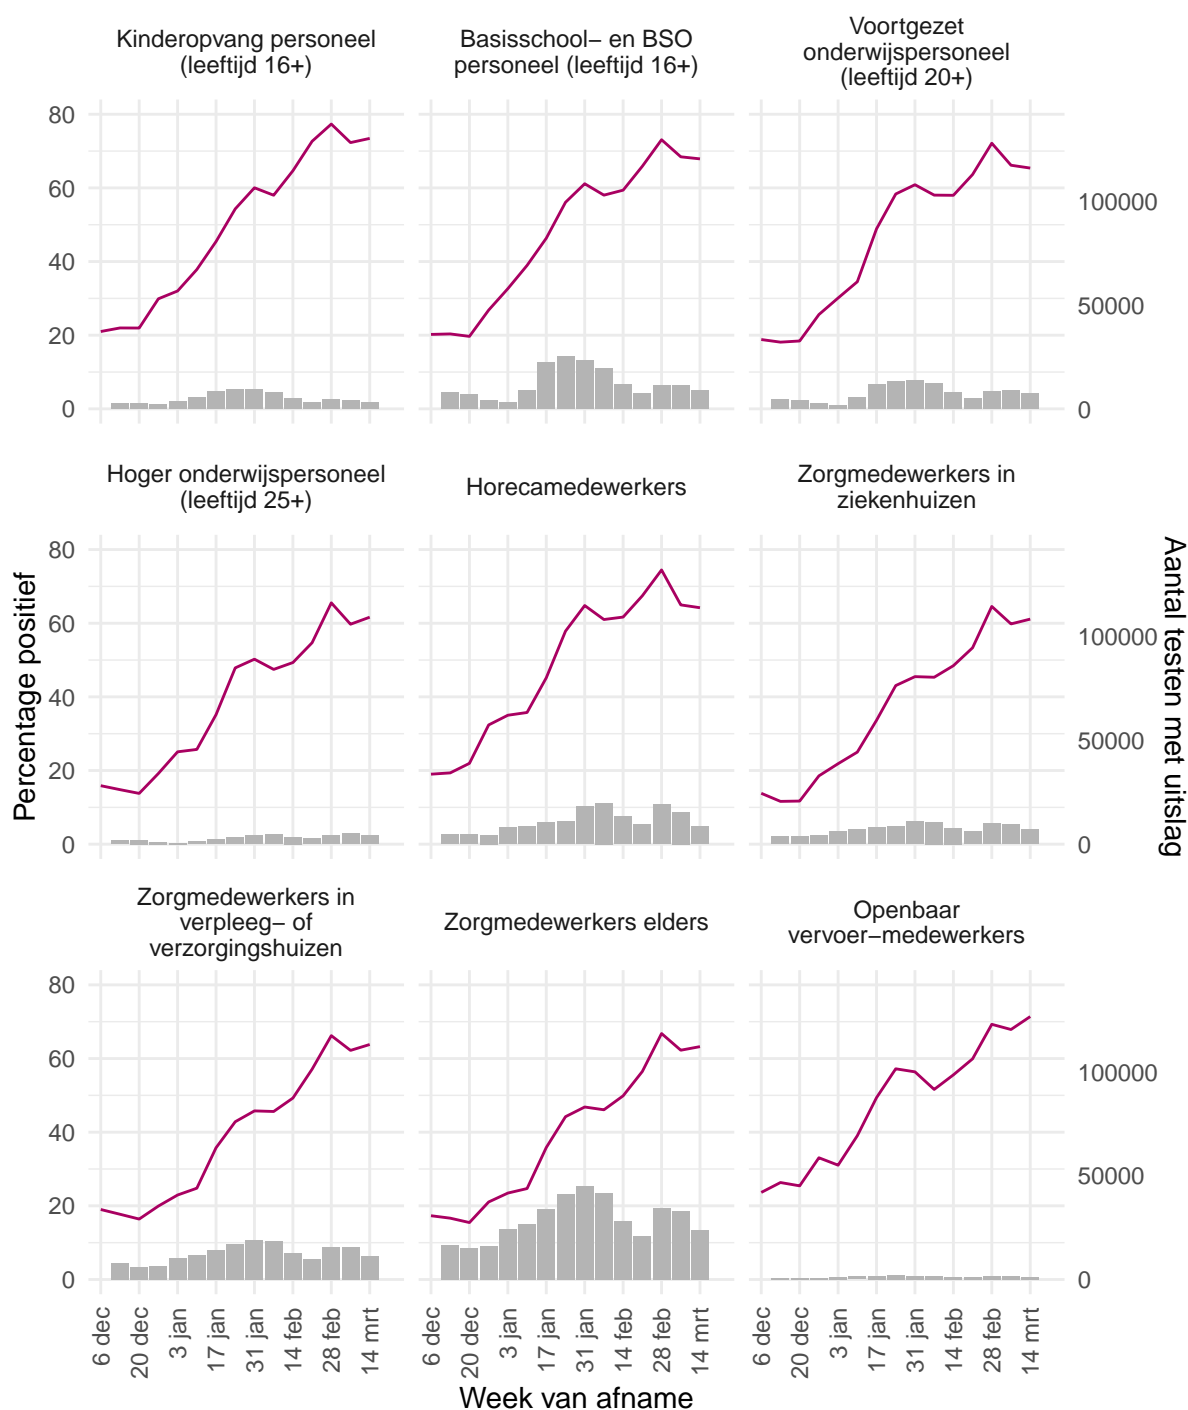 Kinderopvang personeel
(leeftijd 16+)
Basisschool− en BSO
personeel (leeftijd 16+)
Voortgezet
onderwijspersoneel
(leeftijd 20+)
80
60
40
20
0
100000
50000
0
Hoger onderwijspersoneel
(leeftijd 25+)
Horecamedewerkers
Zorgmedewerkers in
ziekenhuizen
80
60
40
20
0
100000
50000
0
Percentage positief
Aantal testen met uitslag
Zorgmedewerkers in
verpleeg− of
verzorgingshuizen
Zorgmedewerkers elders
Openbaar
vervoer−medewerkers
80
60
40
20
0
100000
50000
0
6 dec
20 dec
3 jan
17 jan
31 jan
14 feb
28 feb
14 mrt
6 dec
20 dec
3 jan
17 jan
31 jan
14 feb
28 feb
14 mrt
6 dec
20 dec
3 jan
17 jan
31 jan
14 feb
28 feb
14 mrt
Week van afname